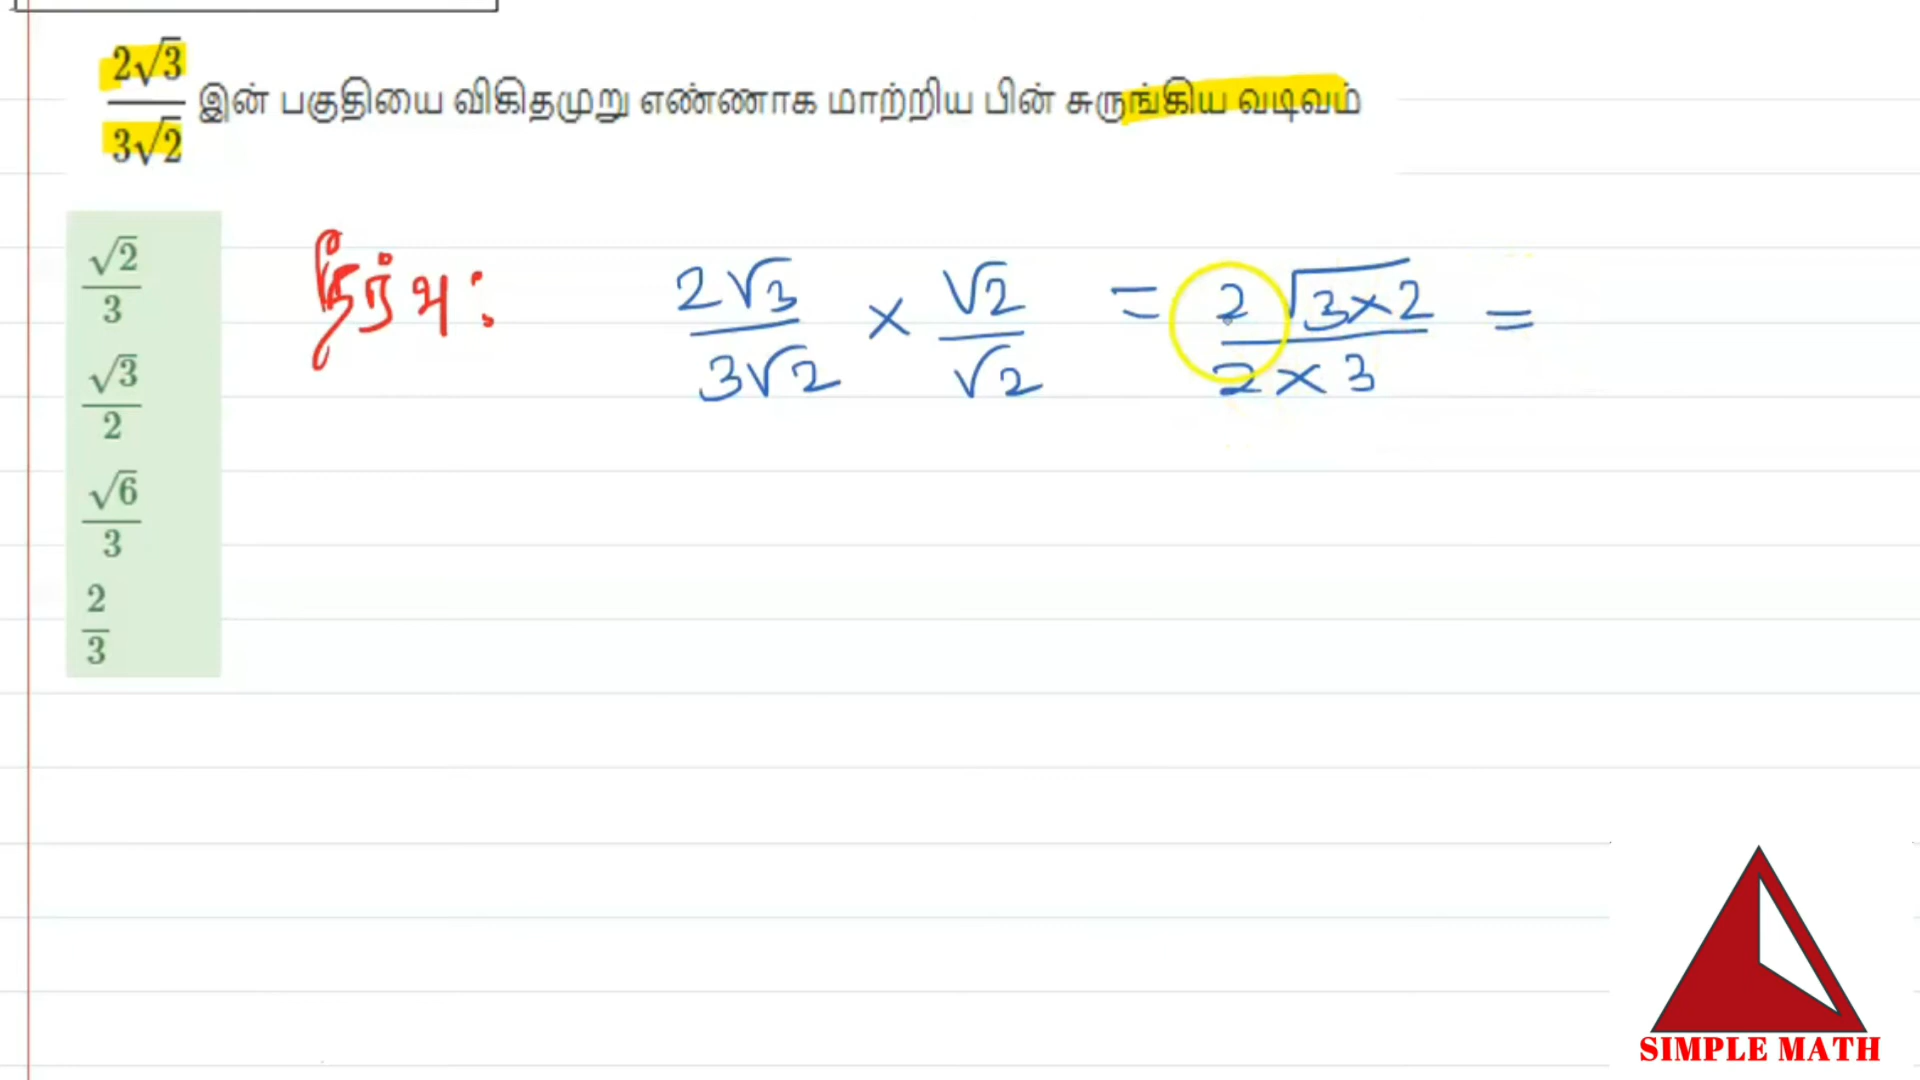 2√3/3√2 இன் பகுதியை விகிதமுறு எண்ணாக மாற்றிய பின் சுருங்கிய வடிவம்
√2/3
√3/2
√6/3
2/3
தீர்வு : 2√3/3√2 × √2/√2 = 2√(3×2)/(2×3) =
SIMPLE MATH